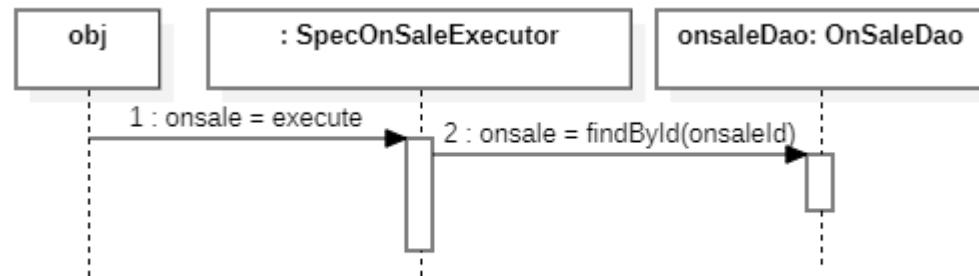 obj
: SpecOnSaleExecutor
onsaleDao: OnSaleDao
1 : onsale = execute
2 : onsale = findById(onsaleId)